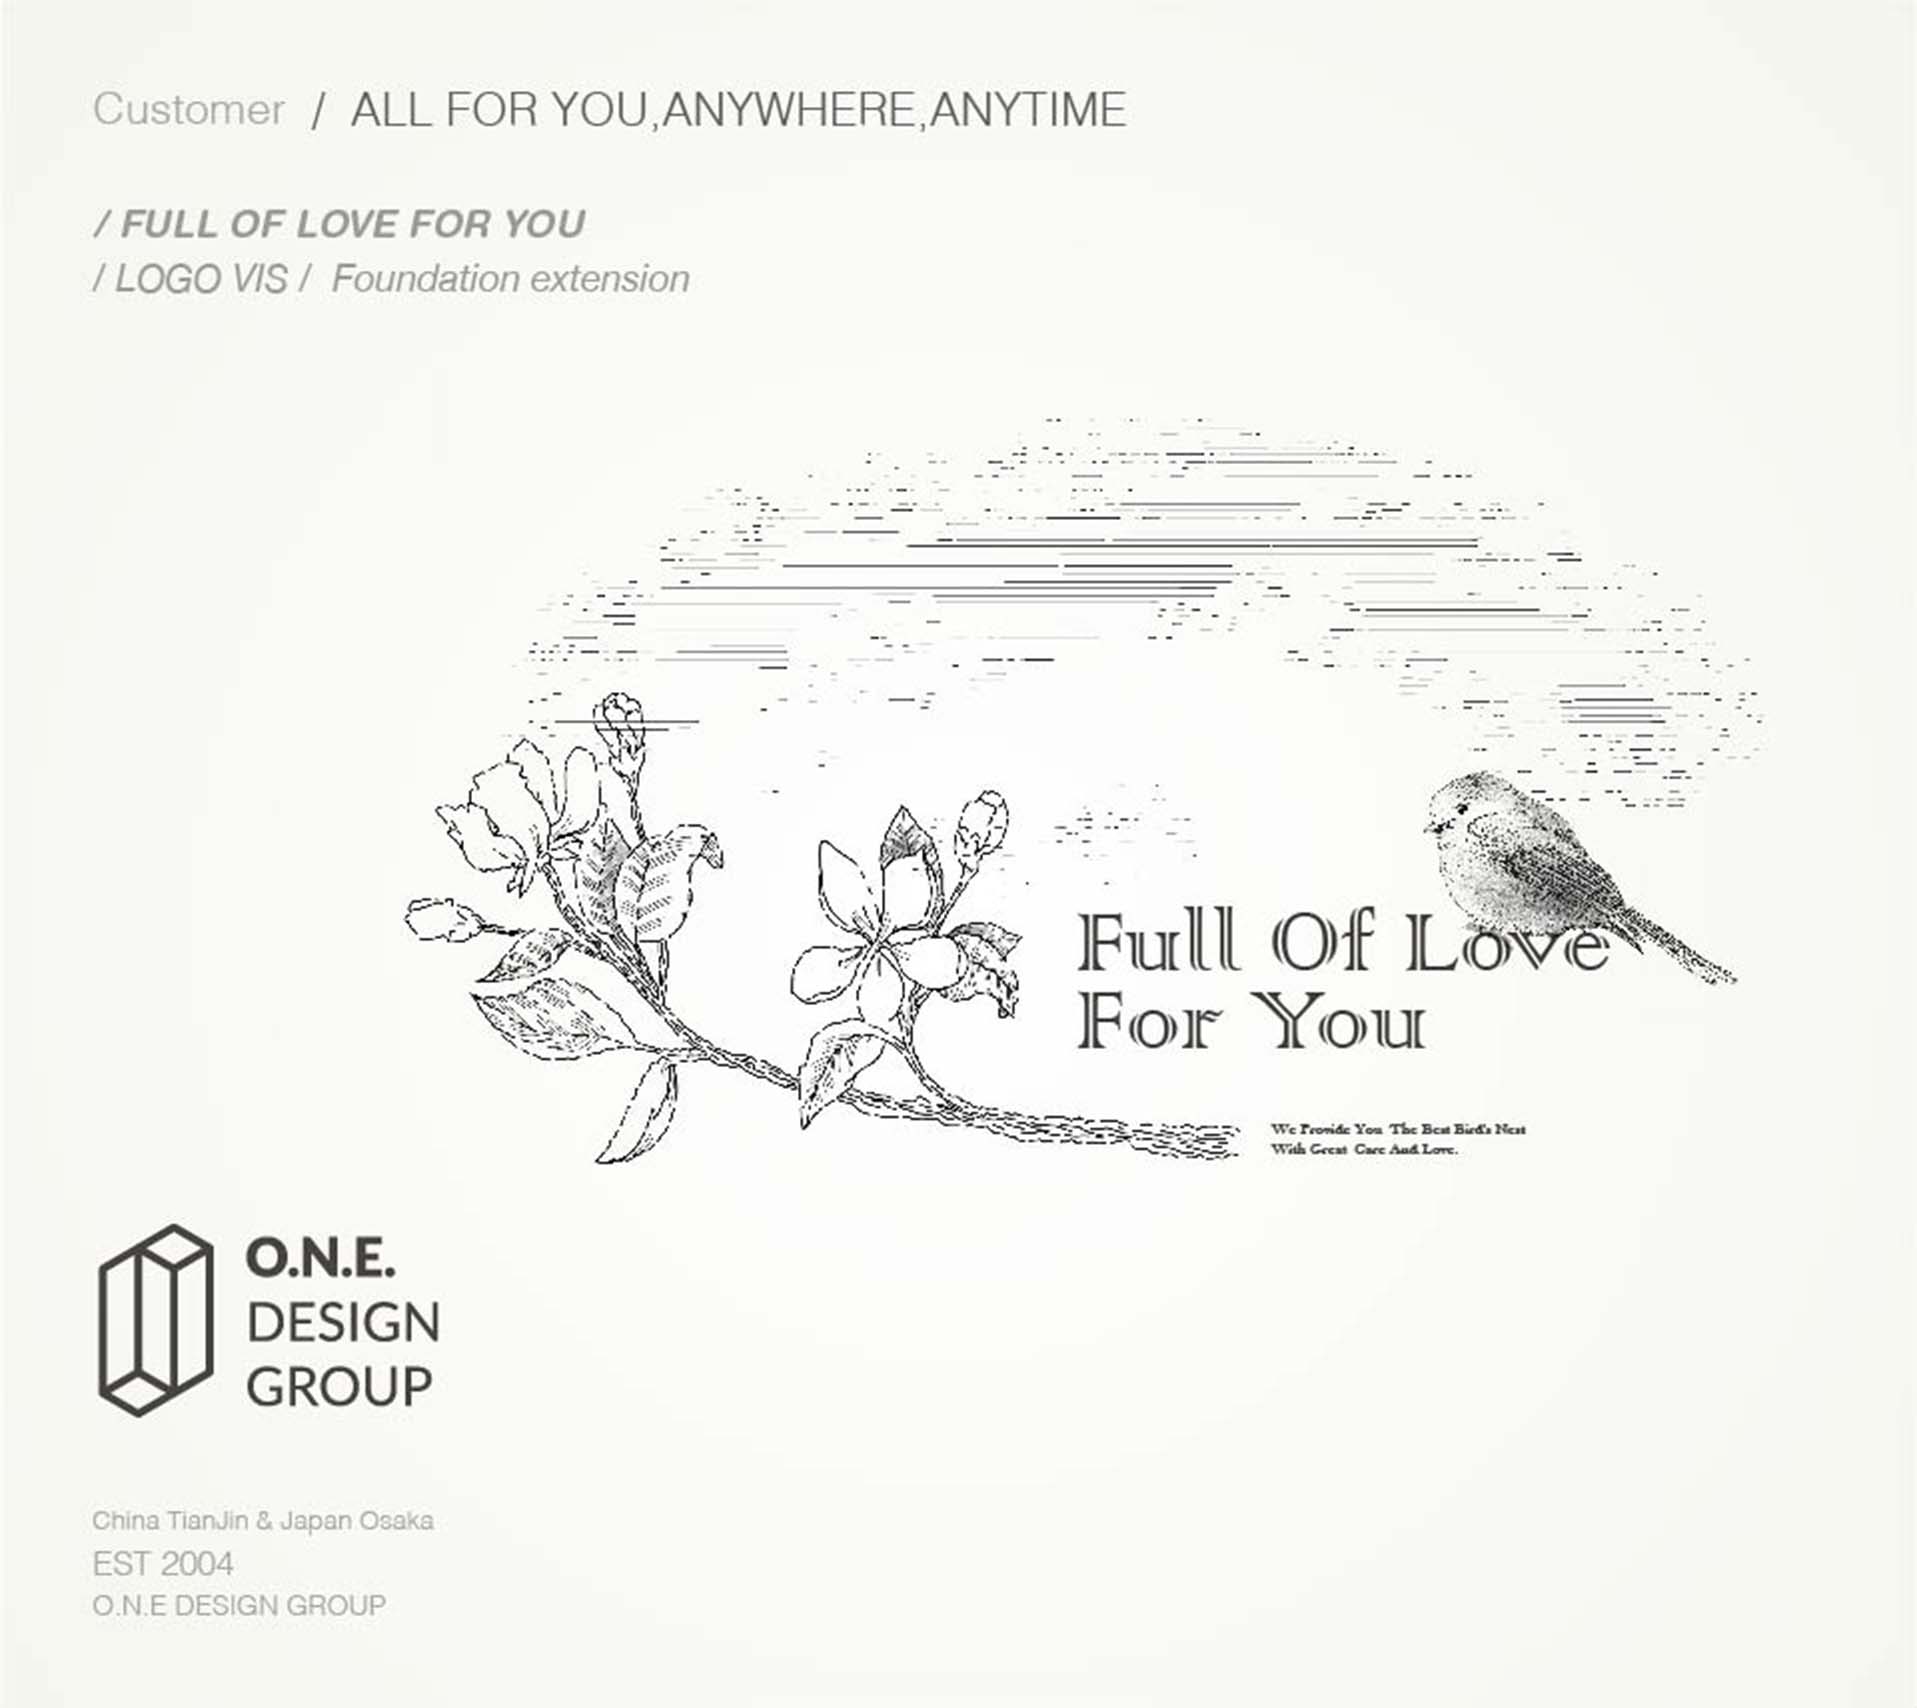 Customer / ALL FOR YOU,ANYWHERE,ANYTIME
/ FULL OF LOVE FOR YOU
/ LOGO VIS / Foundation extension
Full Of Love
For You
We Provide You The Best Bird's Nest
With Great Care And Love.
O.N.E.
DESIGN
GROUP
China TianJin & Japan Osaka
EST 2004
O.N.E DESIGN GROUP